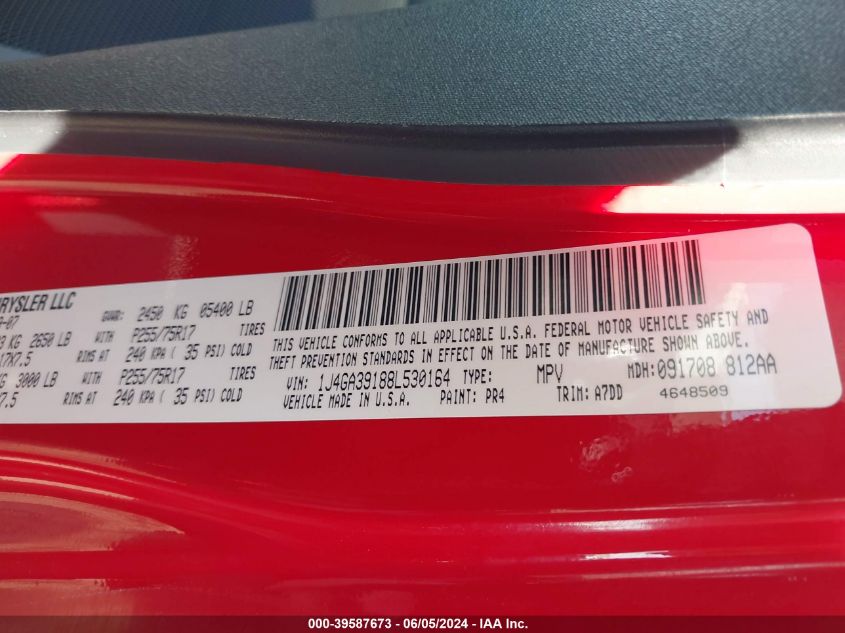 RYSLER LLC
-07
GVWR: 2450 KG 05400 LB
KG 2650 LB WITH P255/75R17 TIRES
17X7.5 RIMS AT 240 KPA ( 35 PSI) COLD
KG 3000 LB WITH P255/75R17 TIRES
7.5 RIMS AT 240 KPA ( 35 PSI) COLD
THIS VEHICLE CONFORMS TO ALL APPLICABLE U.S.A. FEDERAL MOTOR VEHICLE SAFETY AND
THEFT PREVENTION STANDARDS IN EFFECT ON THE DATE OF MANUFACTURE SHOWN ABOVE.
VIN: 1J4GA39188L530164 TYPE: MPV MDH: 091708 812AA
VEHICLE MADE IN U.S.A. PAINT: PR4 TRIM: A7DD 4648509
000-39587673 - 06/05/2024 - IAA Inc.